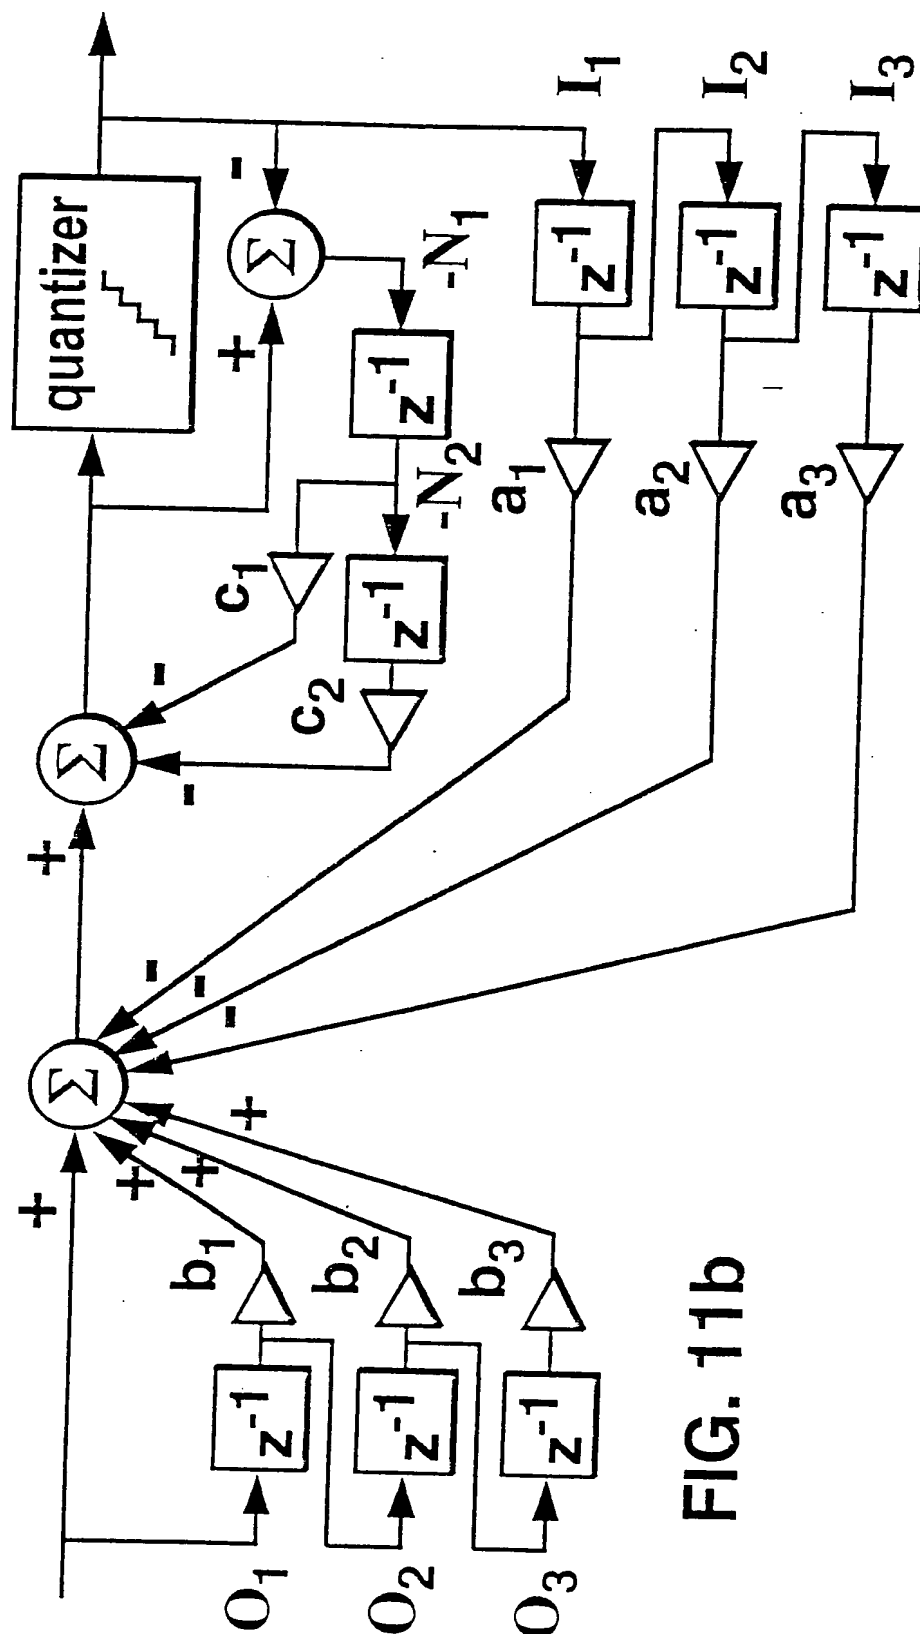 quantizer
Σ
Σ
Σ
+
+
+
-
-
-
-
-
-
+
+
+
c₁
c₂
-N₁
-N₂
z⁻¹
z⁻¹
O₁
z⁻¹
b₁
a₁
z⁻¹
I₁
O₂
z⁻¹
b₂
a₂
z⁻¹
I₂
O₃
z⁻¹
b₃
a₃
z⁻¹
I₃
FIG. 11b